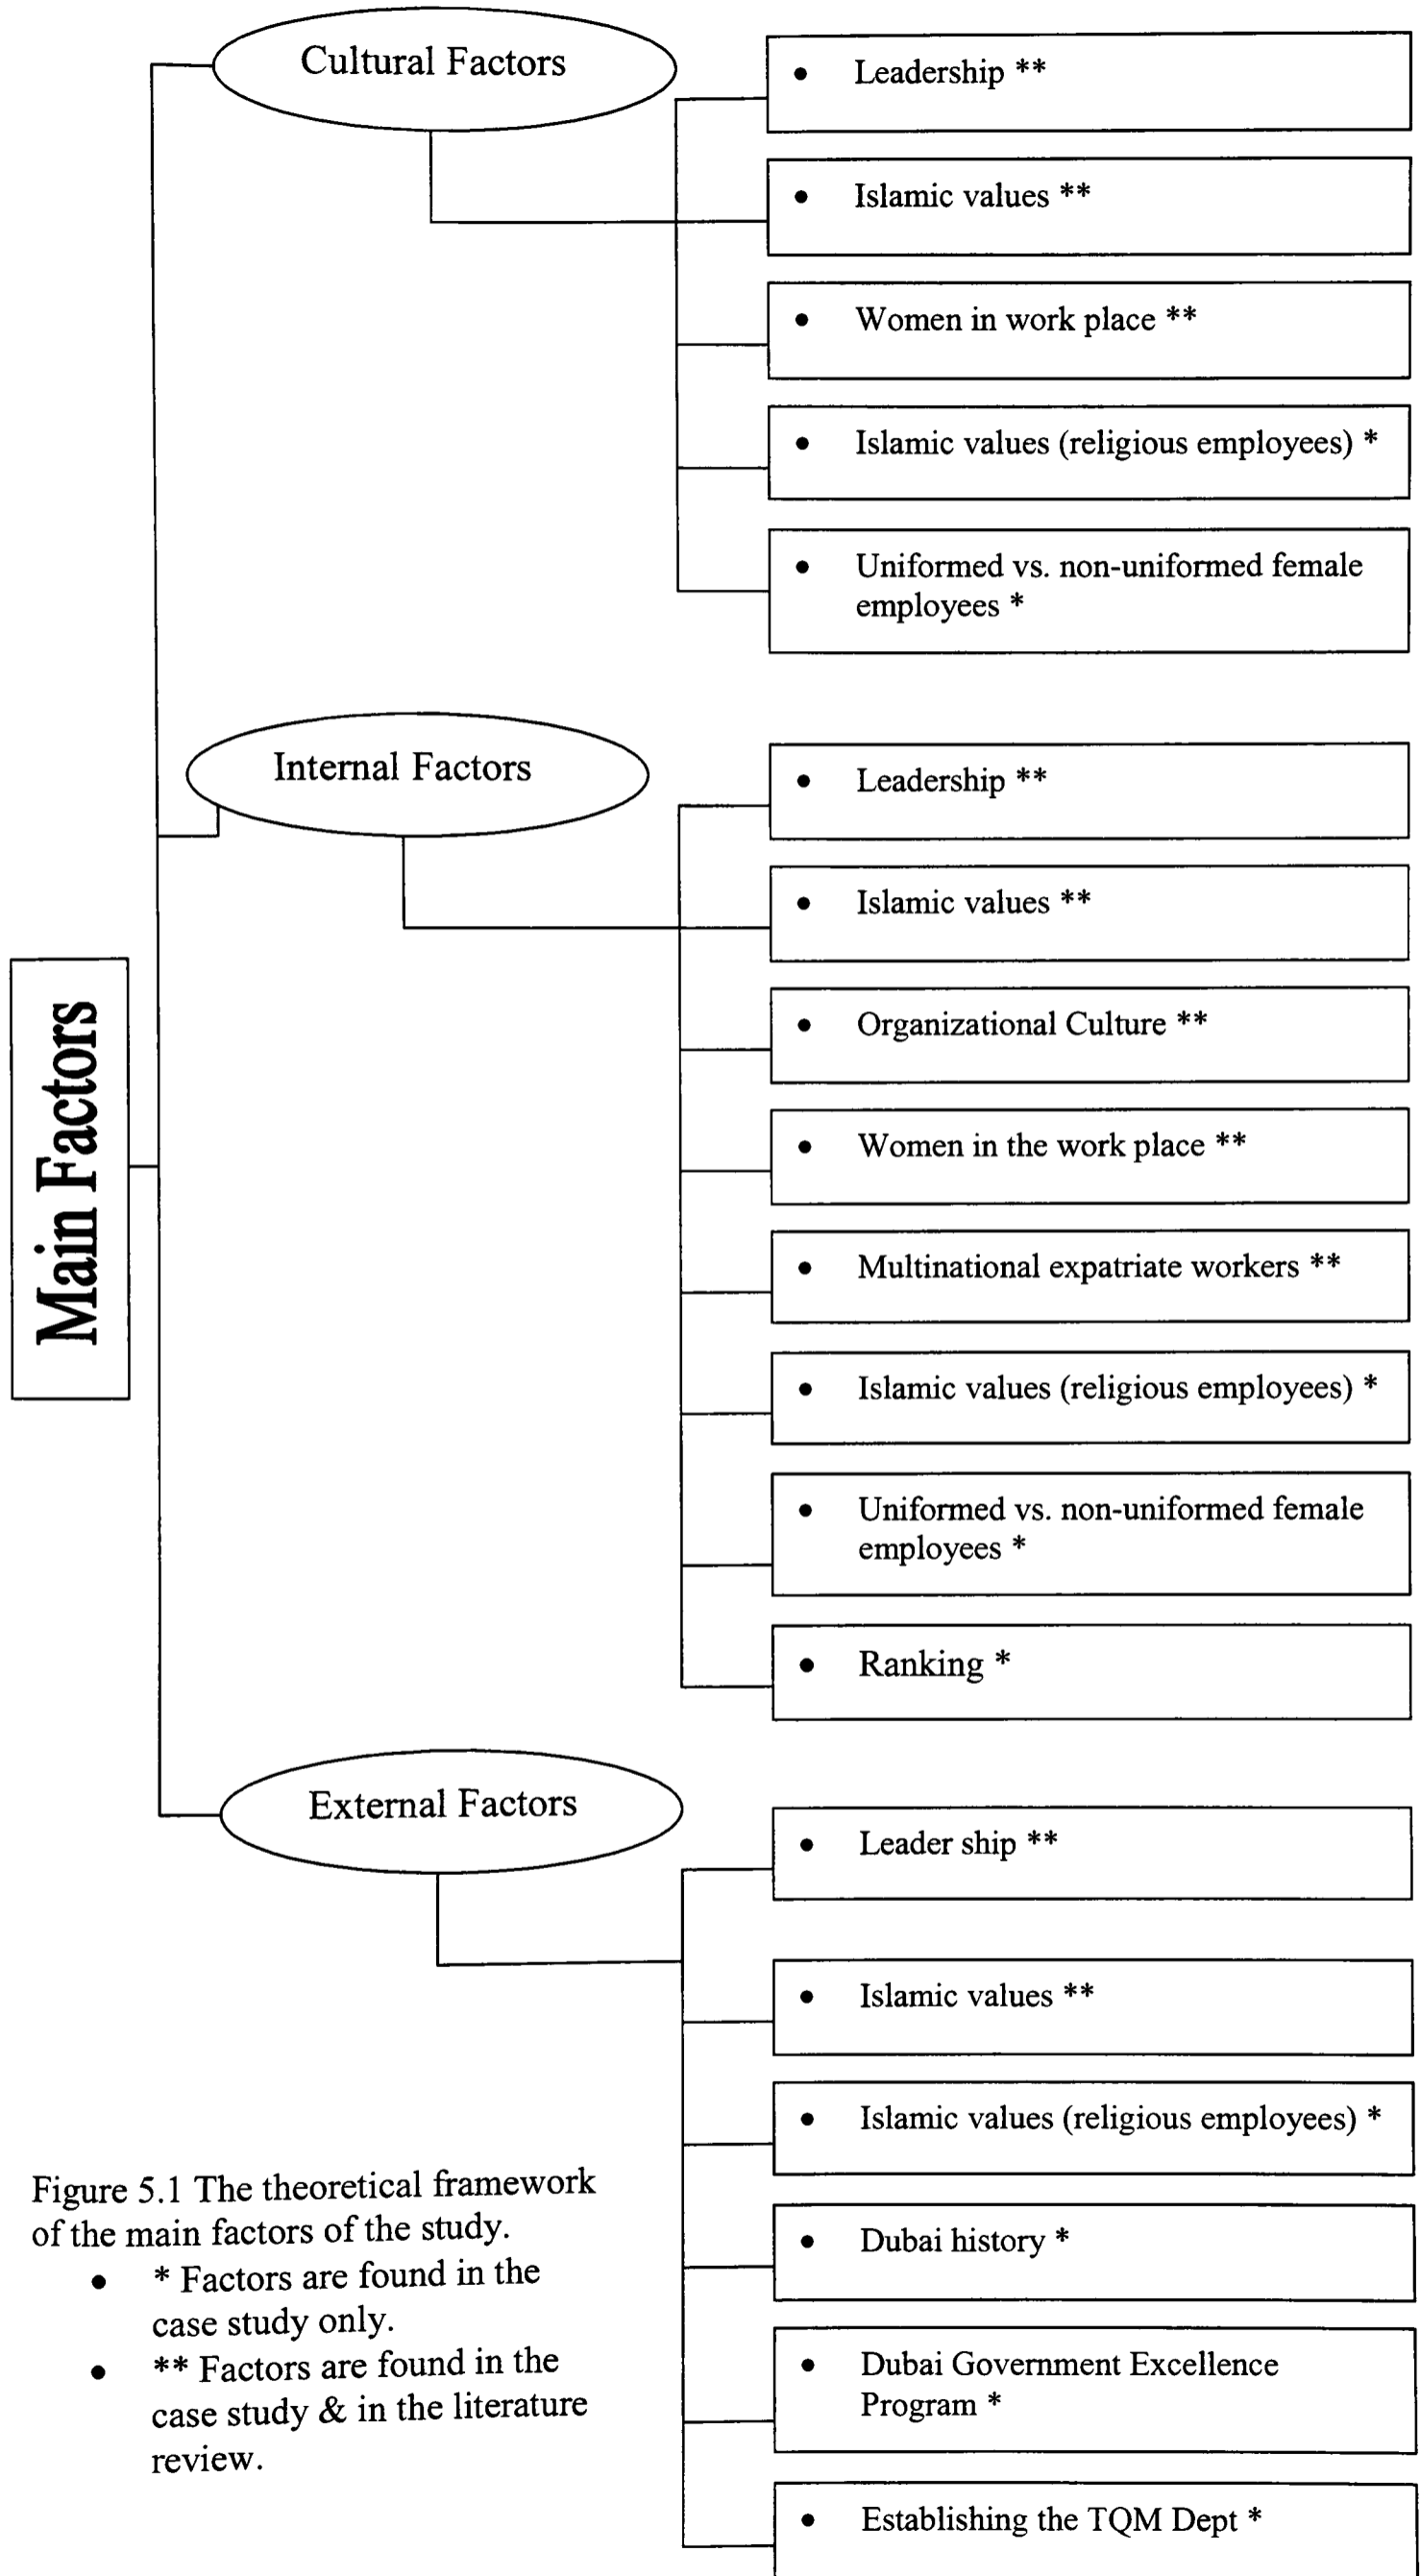 Main Factors
Cultural Factors
• Leadership **
• Islamic values **
• Women in work place **
• Islamic values (religious employees) *
• Uniformed vs. non-uniformed female
employees *
Internal Factors
• Leadership **
• Islamic values **
• Organizational Culture **
• Women in the work place **
• Multinational expatriate workers **
• Islamic values (religious employees) *
• Uniformed vs. non-uniformed female
employees *
• Ranking *
External Factors
• Leader ship **
• Islamic values **
• Islamic values (religious employees) *
• Dubai history *
• Dubai Government Excellence
Program *
• Establishing the TQM Dept *
Figure 5.1 The theoretical framework
of the main factors of the study.
• * Factors are found in the
case study only.
• ** Factors are found in the
case study & in the literature
review.